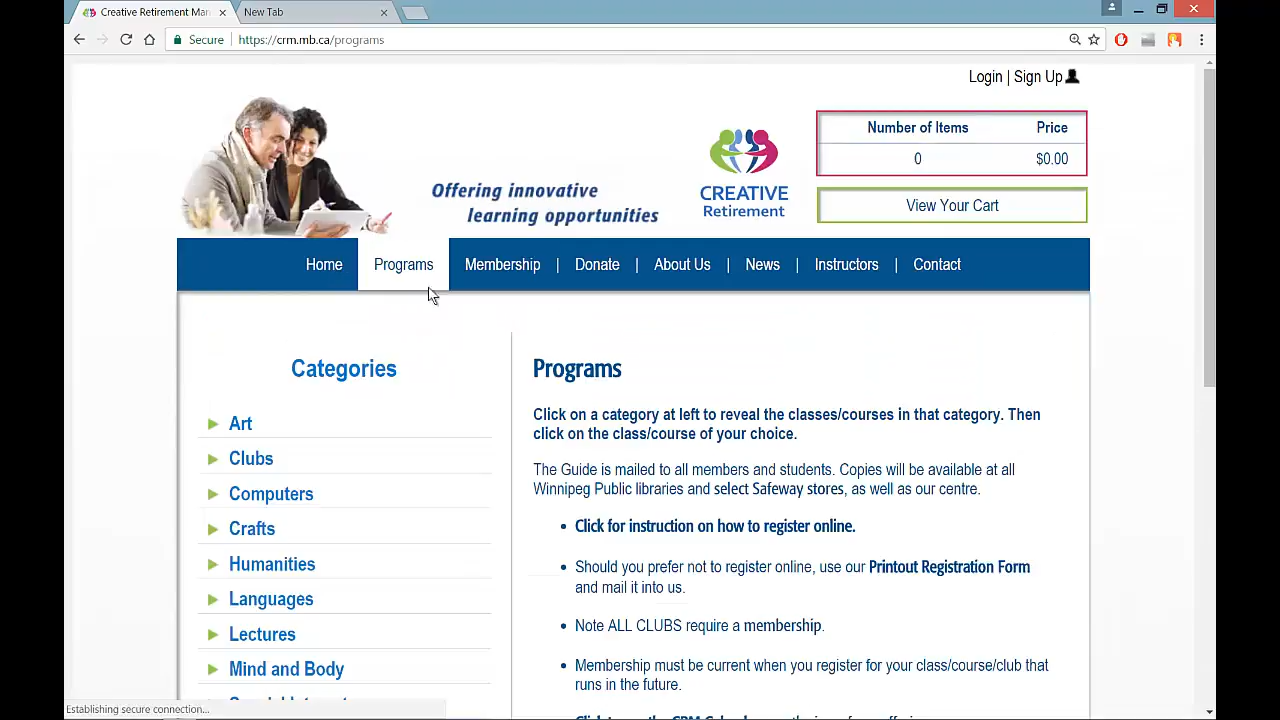 Creative Retirement Man
New Tab
Secure
https://crm.mb.ca/programs
Login | Sign Up
Number of Items Price
0 $0.00
View Your Cart
Offering innovative
learning opportunities
CREATIVE
Retirement
Home Programs Membership | Donate | About Us | News | Instructors | Contact
Categories
Art
Clubs
Computers
Crafts
Humanities
Languages
Lectures
Mind and Body
Programs
Click on a category at left to reveal the classes/courses in that category. Then
click on the class/course of your choice.
The Guide is mailed to all members and students. Copies will be available at all
Winnipeg Public libraries and select Safeway stores, as well as our centre.
• Click for instruction on how to register online.
• Should you prefer not to register online, use our Printout Registration Form
and mail it into us.
• Note ALL CLUBS require a membership.
• Membership must be current when you register for your class/course/club that
runs in the future.
Establishing secure connection...